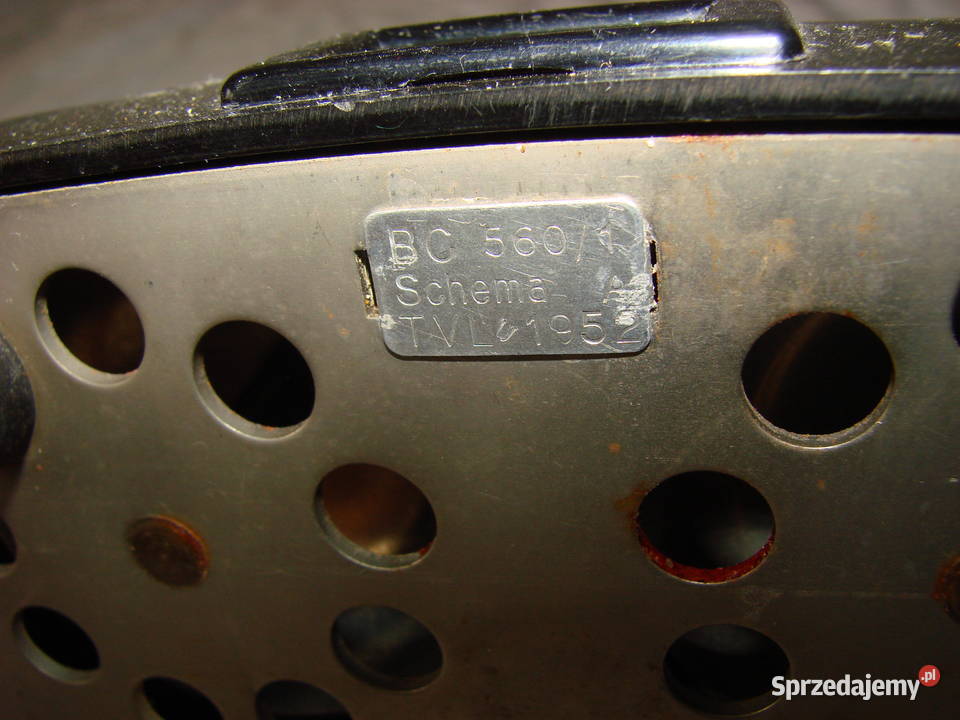 BC 560/1
Schema A
TVL 1952
Sprzedajemy.pl